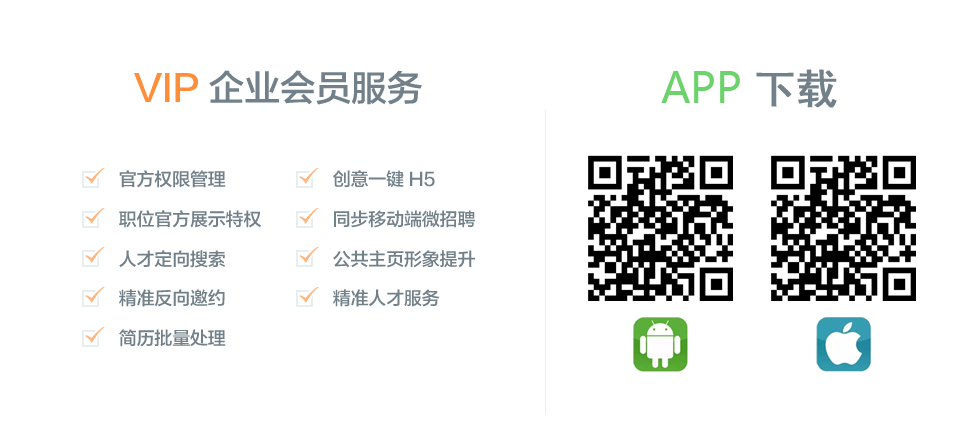 VIP 企业会员服务
官方权限管理
职位官方展示特权
人才定向搜索
精准反向邀约
简历批量处理
创意一键 H5
同步移动端微招聘
公共主页形象提升
精准人才服务
APP 下载